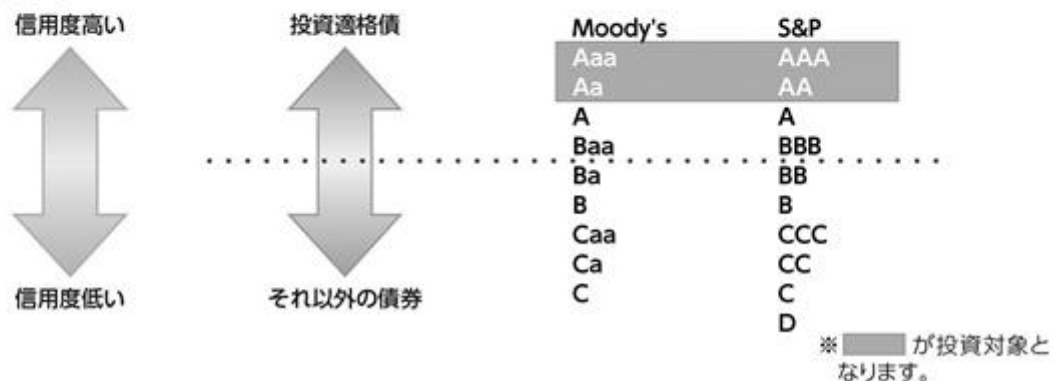 信用度高い 投資適格債 Moody's S&P
Aaa AAA
Aa AA
A A
Baa BBB
Ba BB
B B
Caa CCC
Ca CC
信用度低い それ以外の債券 C C
D
※ が投資対象と
なります。